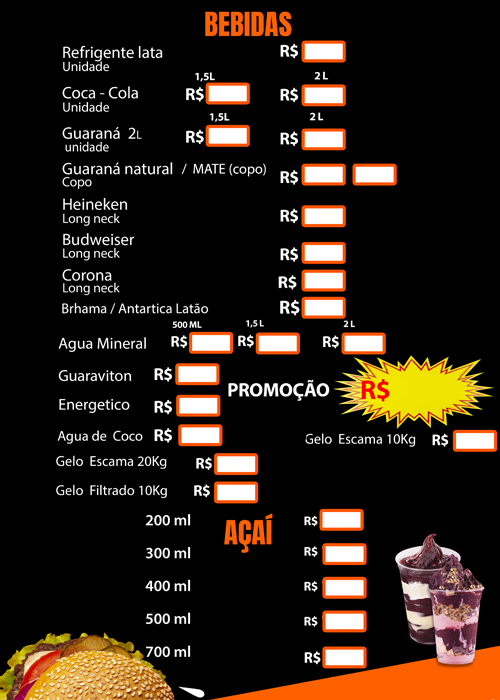 BEBIDAS
Refrigente lata R$
Unidade
1,5L 2 L
Coca - Cola R$ R$
Unidade
1,5L 2 L
Guaraná 2L R$ R$
unidade
Guaraná natural / MATE (copo) R$
Copo
Heineken R$
Long neck
Budweiser R$
Long neck
Corona R$
Long neck
Brhama / Antartica Latão R$
500 ML 1,5 L 2 L
Agua Mineral R$ R$ R$
Guaraviton R$
PROMOÇÃO R$
Energetico R$
Agua de Coco R$
Gelo Escama 10Kg R$
Gelo Escama 20Kg R$
Gelo Filtrado 10Kg R$
AÇAÍ
200 ml R$
300 ml R$
400 ml R$
500 ml R$
700 ml R$